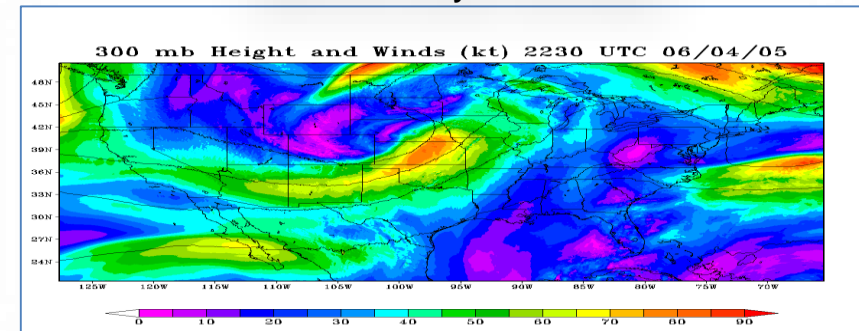 300 mb Height and Winds (kt) 2230 UTC 06/04/05
48N
45N
42N
39N
36N
33N
30N
27N
24N
125W 120W 115W 110W 105W 100W 95W 90W 85W 80W 75W 70W
0 10 20 30 40 50 60 70 80 90